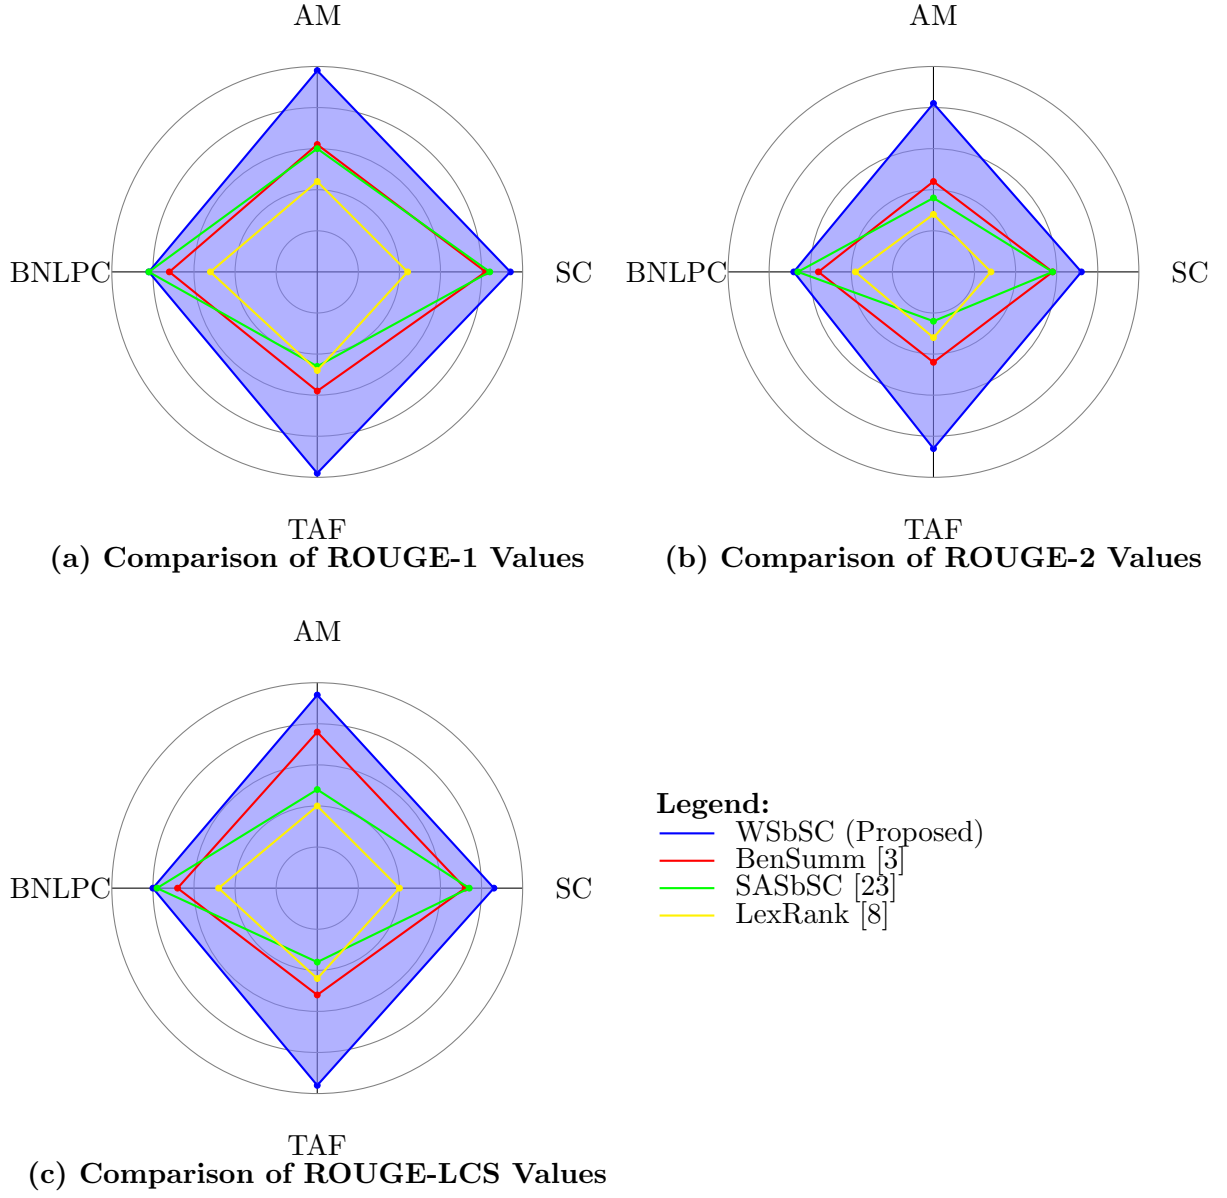 AM
BNLPC
SC
TAF
(a) Comparison of ROUGE-1 Values
AM
BNLPC
SC
TAF
(b) Comparison of ROUGE-2 Values
AM
BNLPC
SC
TAF
(c) Comparison of ROUGE-LCS Values
Legend:
WSbSC (Proposed)
BenSumm [3]
SASbSC [23]
LexRank [8]